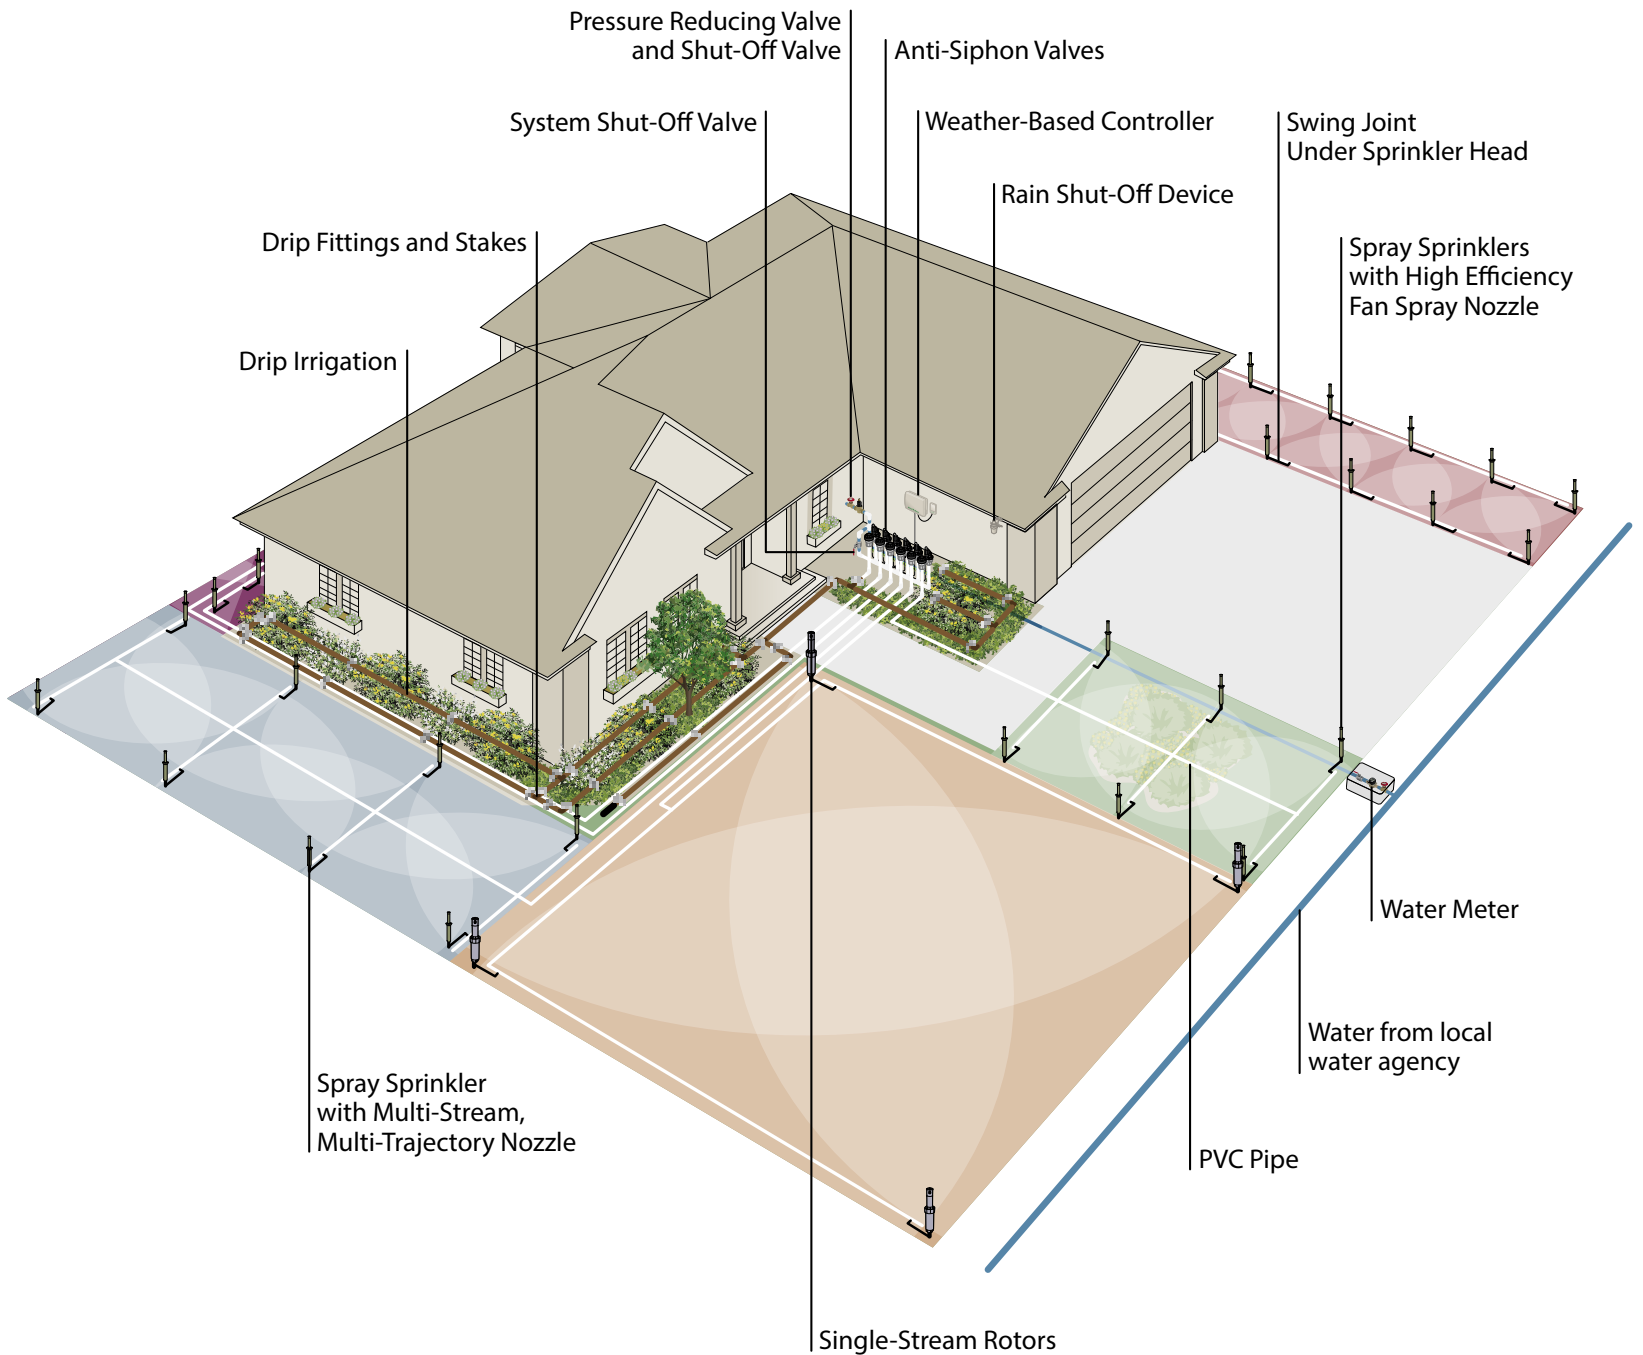 Pressure Reducing Valve
and Shut-Off Valve
Anti-Siphon Valves
System Shut-Off Valve
Weather-Based Controller
Swing Joint
Under Sprinkler Head
Rain Shut-Off Device
Drip Fittings and Stakes
Spray Sprinklers
with High Efficiency
Fan Spray Nozzle
Drip Irrigation
Water Meter
Water from local
water agency
Spray Sprinkler
with Multi-Stream,
Multi-Trajectory Nozzle
PVC Pipe
Single-Stream Rotors